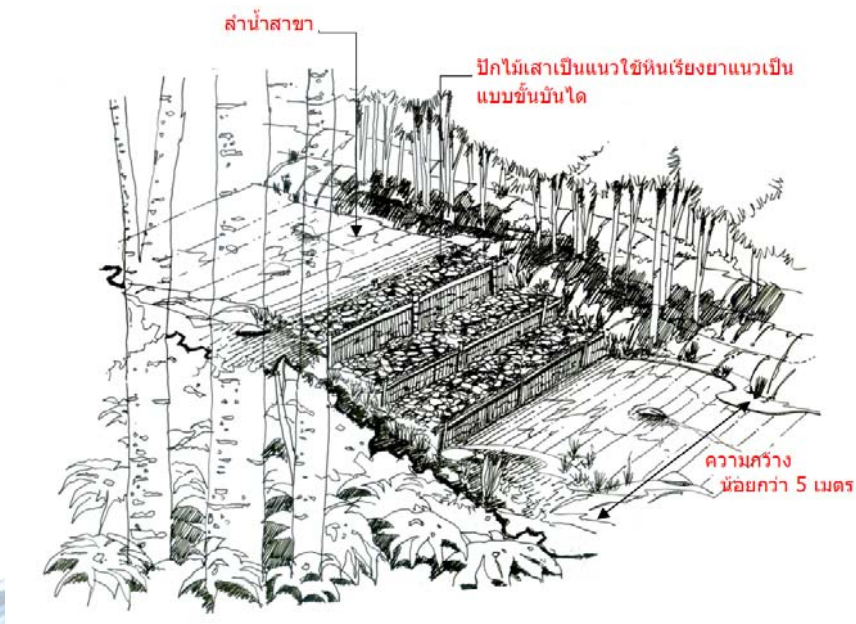 ลำน้ำสาขา
ปักไม้เสาเป็นแนวใช้หินเรียงยาแนวเป็น
แบบขั้นบันได
ความกว้าง
น้อยกว่า 5 เมตร